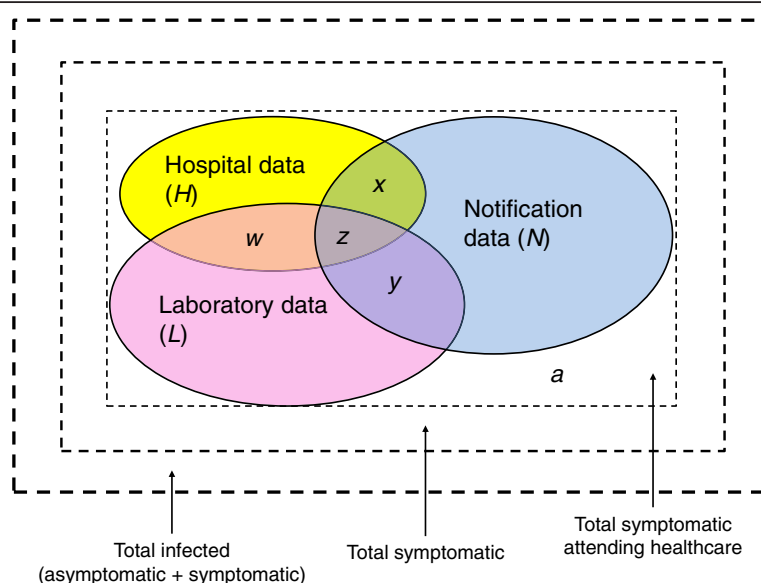 Hospital data
(H)
x
Notification
data (N)
w
z
y
Laboratory data
(L)
a
Total infected
(asymptomatic + symptomatic)
Total symptomatic
Total symptomatic
attending healthcare